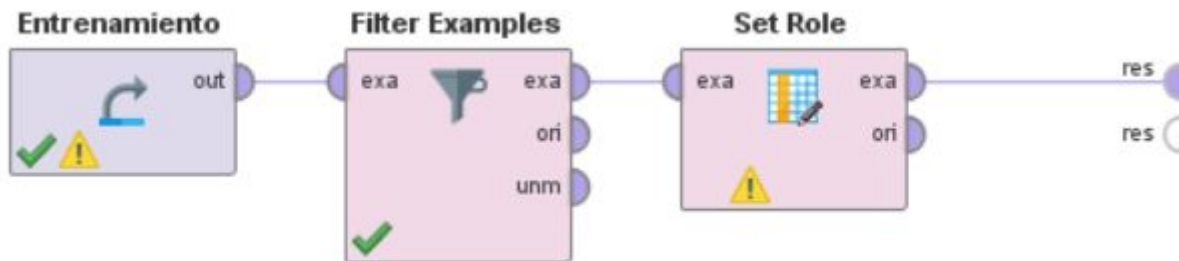 Entrenamiento
out
Filter Examples
exa
exa
ori
unm
Set Role
exa
exa
ori
res
res